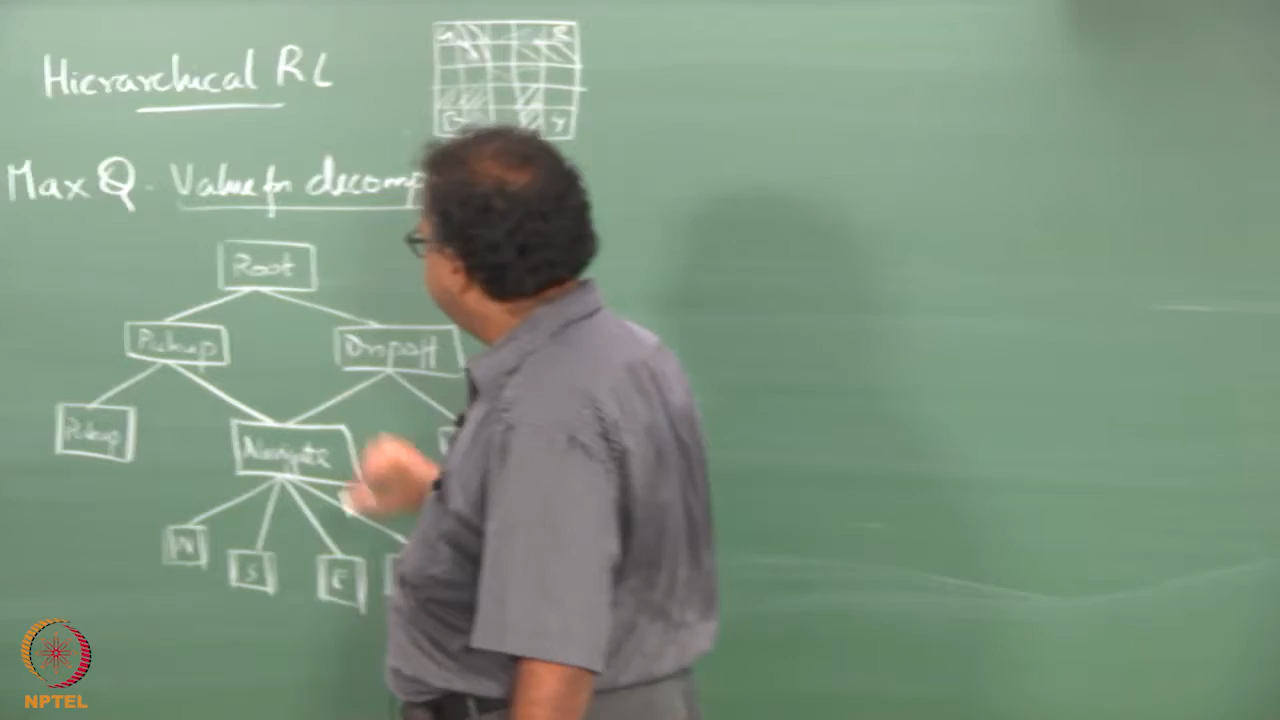 Hierarchical RL
Max Q - Value fn decomp
Root
Pickup
Dropoff
Pickup
Navigate
N
S
E
NPTEL